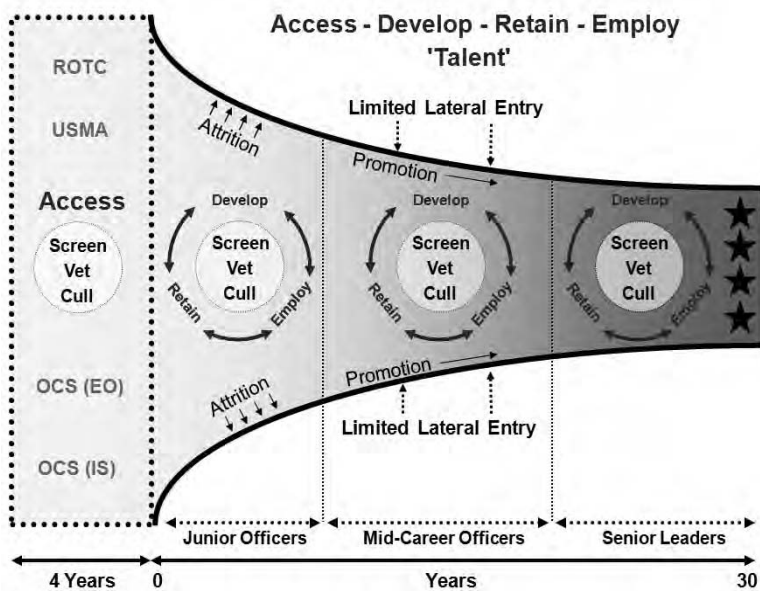 Access - Develop - Retain - Employ
'Talent'
ROTC
USMA
Access
Screen
Vet
Cull
OCS (EO)
OCS (IS)
Attrition
Develop
Screen
Vet
Cull
Retain
Employ
Attrition
Limited Lateral Entry
Promotion
Develop
Screen
Vet
Cull
Retain
Employ
Promotion
Limited Lateral Entry
Develop
Screen
Vet
Cull
Retain
Employ
Junior Officers
Mid-Career Officers
Senior Leaders
4 Years
0
Years
30